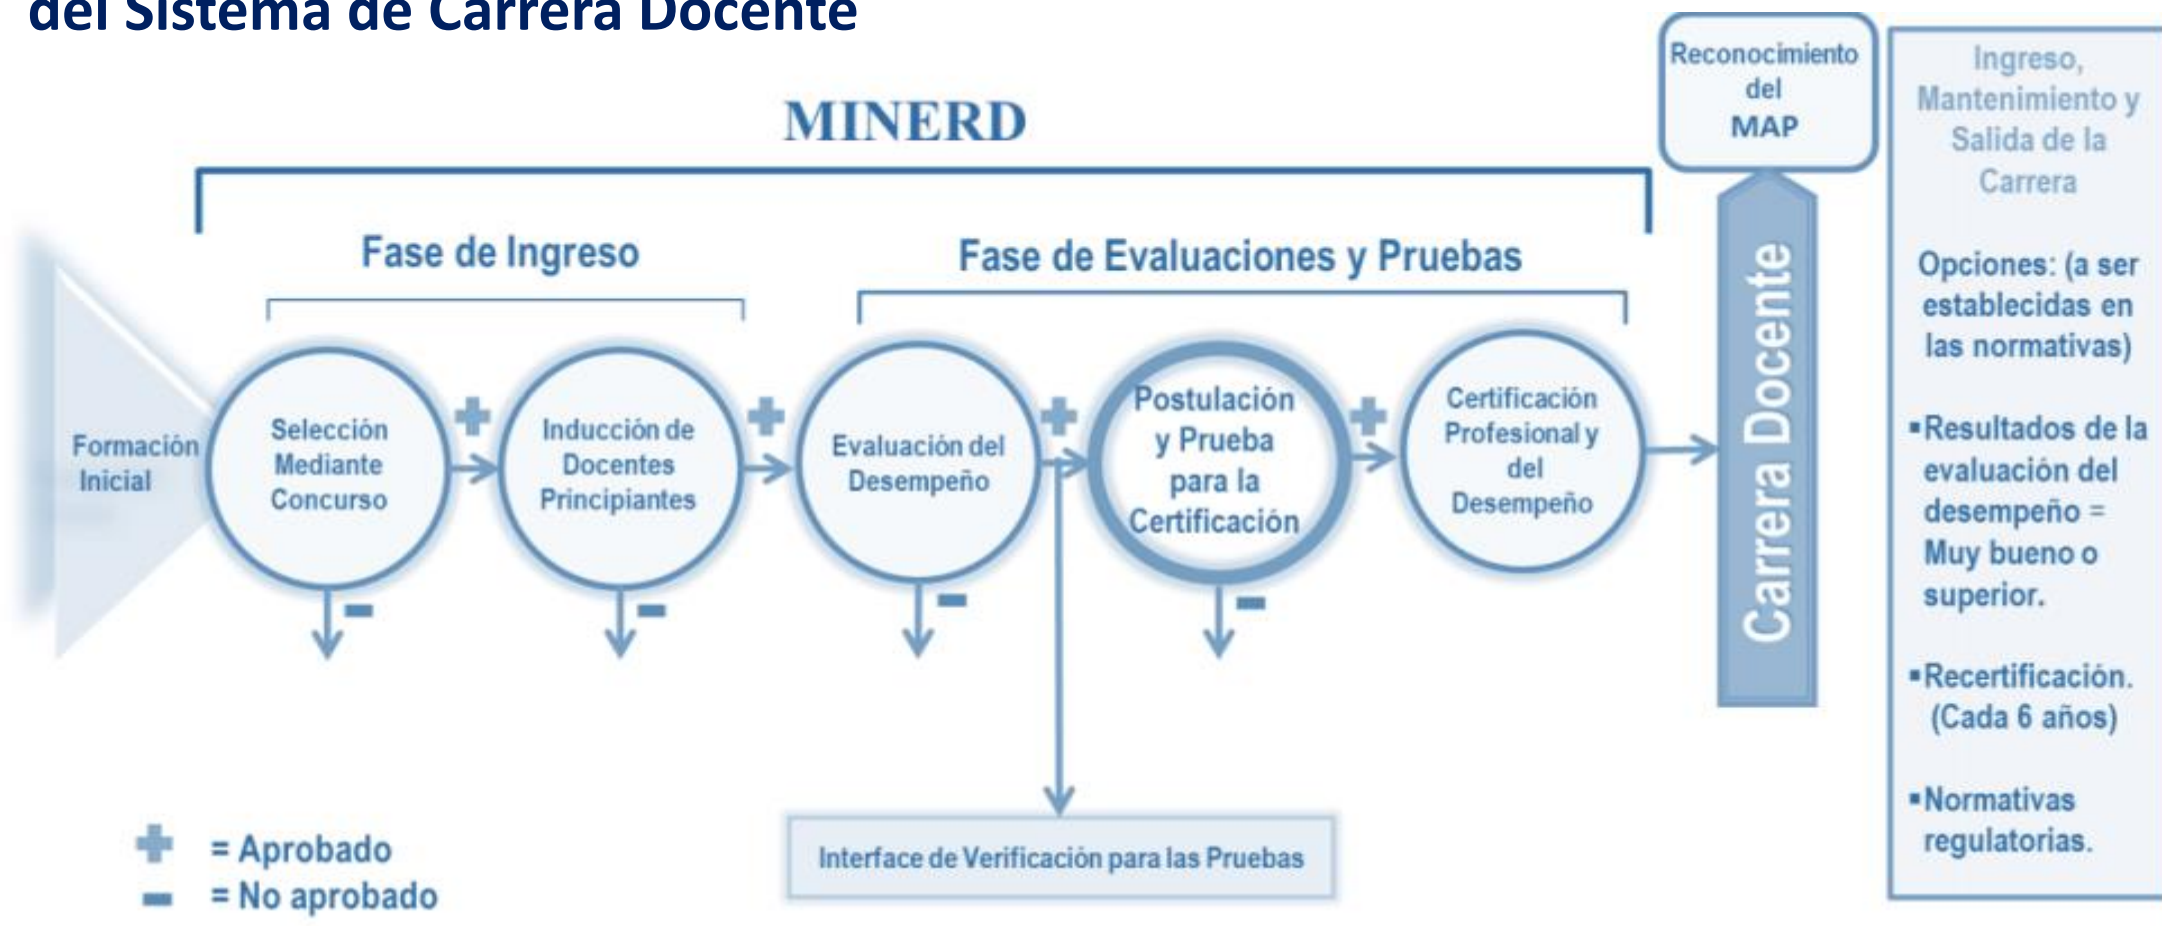 del Sistema de Carrera Docente
MINERD
Fase de Ingreso
Fase de Evaluaciones y Pruebas
Formación
Inicial
Selección
Mediante
Concurso
Inducción de
Docentes
Principiantes
Evaluación del
Desempeño
Postulación
y Prueba
para la
Certificación
Certificación
Profesional y
del
Desempeño
Carrera Docente
Reconocimiento
del
MAP
Ingreso,
Mantenimiento y
Salida de la
Carrera
Opciones: (a ser
establecidas en
las normativas)
▪Resultados de la
evaluación del
desempeño =
Muy bueno o
superior.
▪Recertificación.
(Cada 6 años)
▪Normativas
regulatorias.
Interface de Verificación para las Pruebas
+ = Aprobado
- = No aprobado